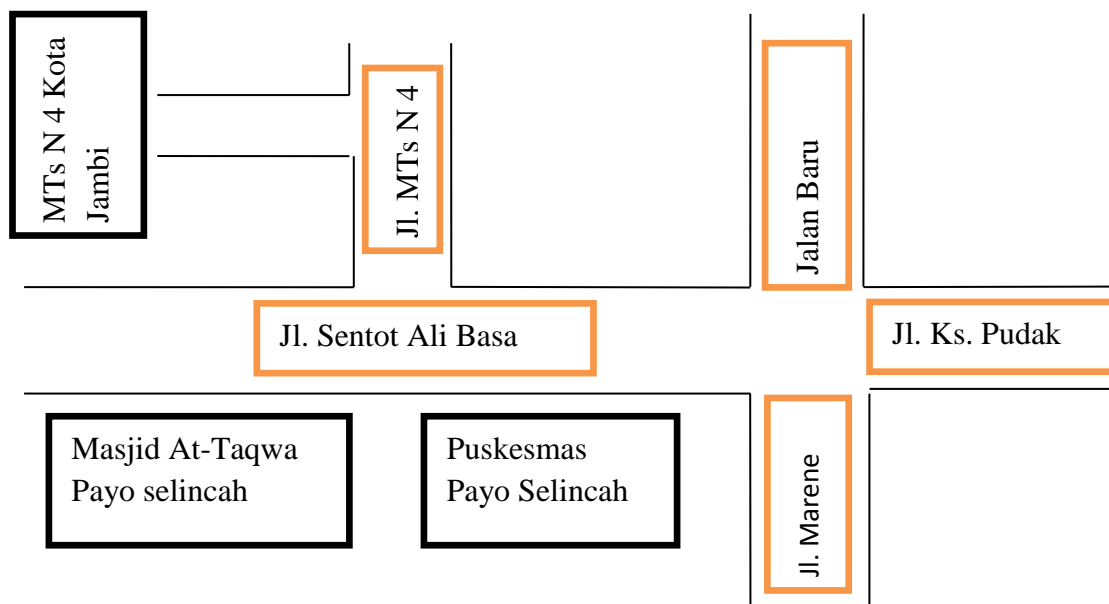 MTs N 4 Kota
Jambi
Jl. MTs N 4
Jalan Baru
Jl. Sentot Ali Basa
Jl. Ks. Pudak
Masjid At-Taqwa
Payo selincah
Puskesmas
Payo Selincah
Jl. Marene